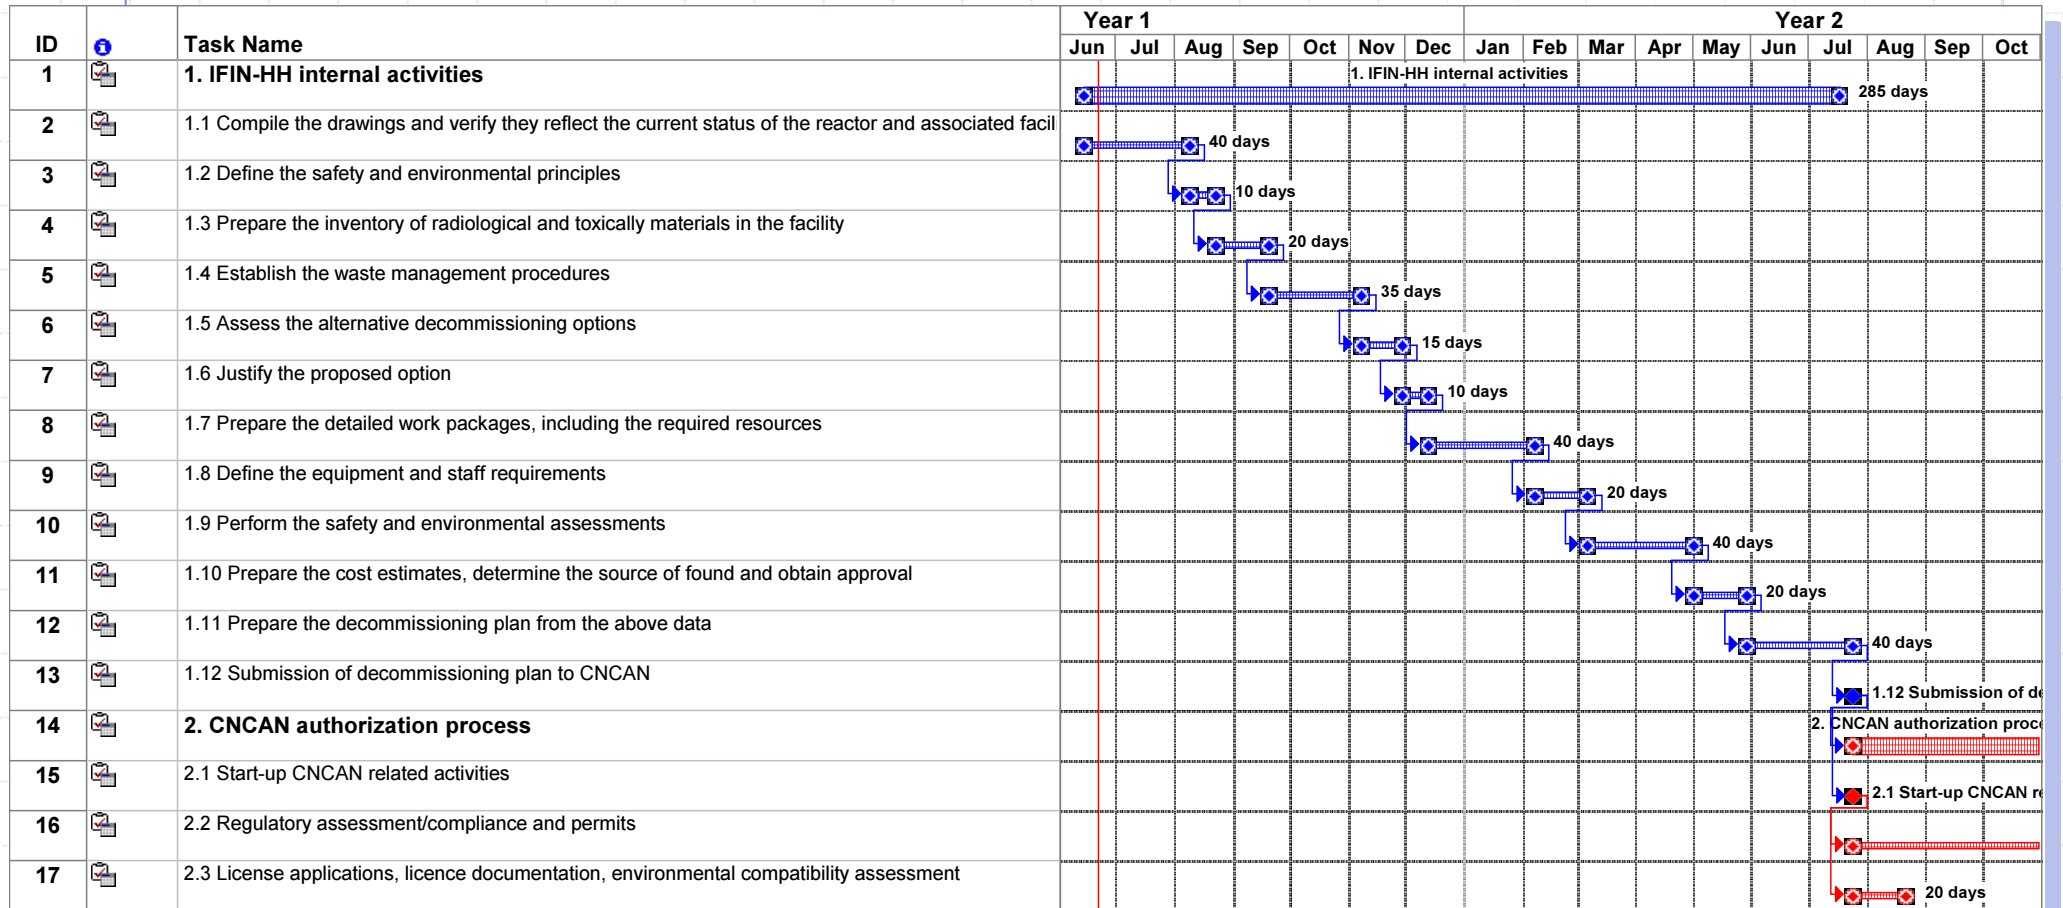 Year 1 Year 2
ID Task Name Jun Jul Aug Sep Oct Nov Dec Jan Feb Mar Apr May Jun Jul Aug Sep Oct
1 1. IFIN-HH internal activities 1. IFIN-HH internal activities
285 days
2 1.1 Compile the drawings and verify they reflect the current status of the reactor and associated facil
40 days
3 1.2 Define the safety and environmental principles
10 days
4 1.3 Prepare the inventory of radiological and toxically materials in the facility
20 days
5 1.4 Establish the waste management procedures
35 days
6 1.5 Assess the alternative decommissioning options
15 days
7 1.6 Justify the proposed option
10 days
8 1.7 Prepare the detailed work packages, including the required resources
40 days
9 1.8 Define the equipment and staff requirements
20 days
10 1.9 Perform the safety and environmental assessments
40 days
11 1.10 Prepare the cost estimates, determine the source of found and obtain approval
20 days
12 1.11 Prepare the decommissioning plan from the above data
40 days
13 1.12 Submission of decommissioning plan to CNCAN
1.12 Submission of de
14 2. CNCAN authorization process 2. CNCAN authorization proce
15 2.1 Start-up CNCAN related activities
2.1 Start-up CNCAN re
16 2.2 Regulatory assessment/compliance and permits
17 2.3 License applications, licence documentation, environmental compatibility assessment
20 days